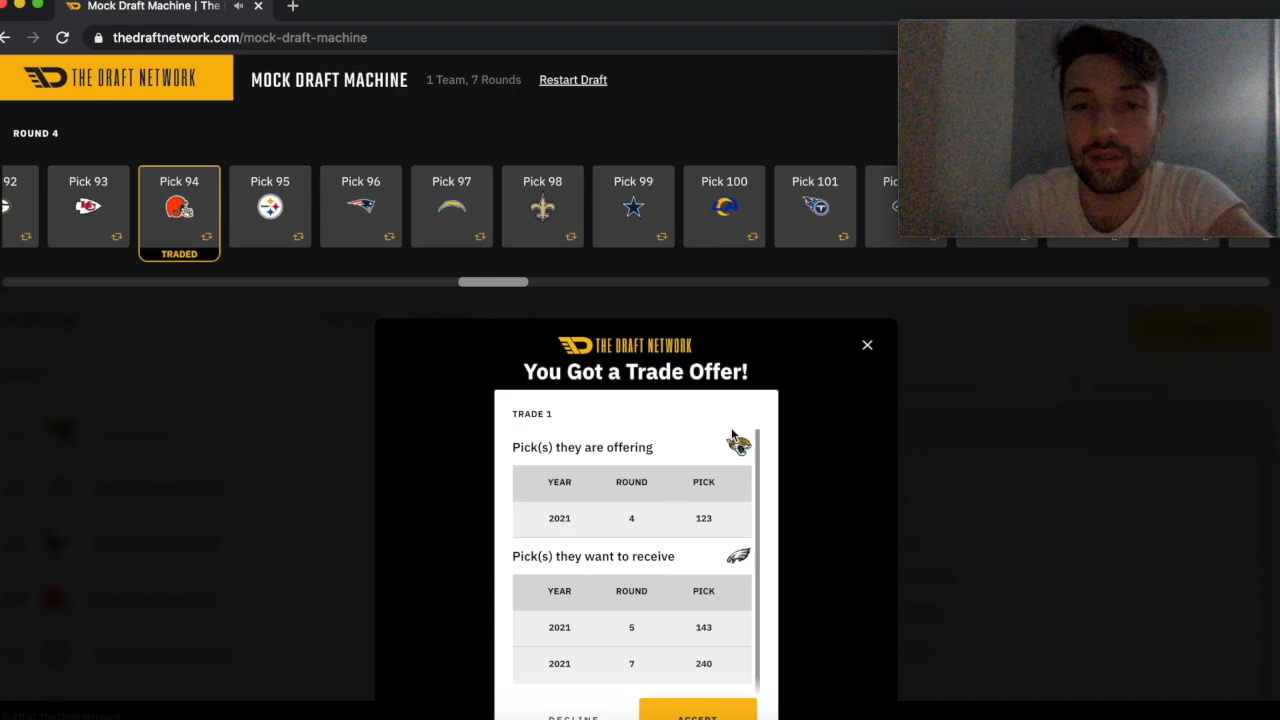 Mock Draft Machine | The
thedraftnetwork.com/mock-draft-machine
THE DRAFT NETWORK
MOCK DRAFT MACHINE
1 Team, 7 Rounds
Restart Draft
ROUND 4
92
Pick 93
Pick 94
Pick 95
Pick 96
Pick 97
Pick 98
Pick 99
Pick 100
Pick 101
TRADED
THE DRAFT NETWORK
You Got a Trade Offer!
TRADE 1
Pick(s) they are offering
YEAR ROUND PICK
2021 4 123
Pick(s) they want to receive
YEAR ROUND PICK
2021 5 143
2021 7 240
DECLINE ACCEPT
© 2020 The Draft Network